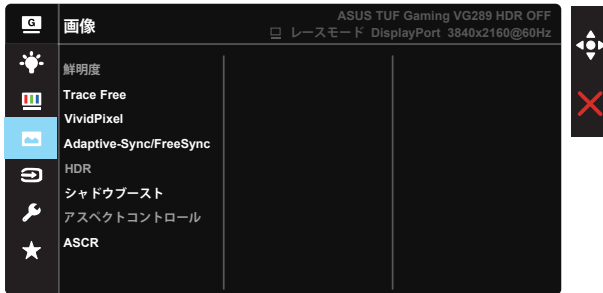 G
画像
ASUS TUF Gaming VG289 HDR OFF
レースモード DisplayPort 3840x2160@60Hz
鮮明度
Trace Free
VividPixel
Adaptive-Sync/FreeSync
HDR
シャドウブースト
アスペクトコントロール
ASCR